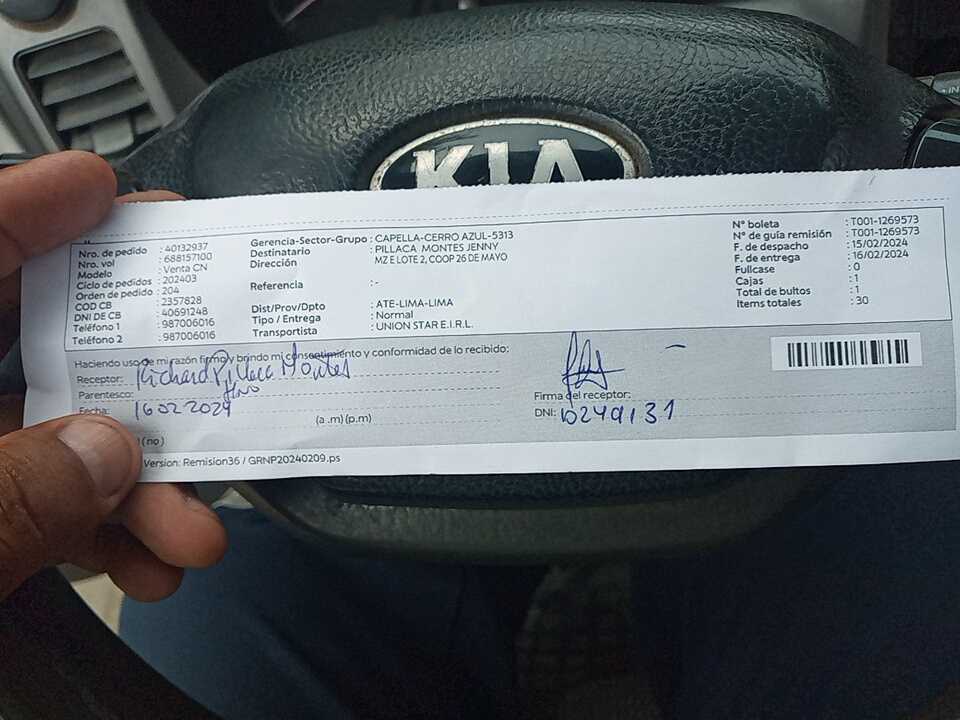 KIA
Nro. de pedido : 40132937
Nro. vol : 688157100
Modelo : Venta CN
Ciclo de pedidos : 202403
Orden de pedido : 204
COD CB : 2357828
DNI DE CB : 40691248
Teléfono 1 : 987006016
Teléfono 2 : 987006016
Gerencia-Sector-Grupo : CAPELLA-CERRO AZUL-5313
Destinatario : PILLACA MONTES JENNY
Dirección MZ E LOTE 2, COOP 26 DE MAYO
Referencia : -
Dist/Prov/Dpto : ATE-LIMA-LIMA
Tipo / Entrega : Normal
Transportista : UNION STAR E.I.R.L.
N° boleta : T001-1269573
N° de guía remisión : T001-1269573
F. de despacho : 15/02/2024
F. de entrega : 16/02/2024
Fullcase : 0
Cajas : 1
Total de bultos : 1
Items totales : 30
Haciendo uso de mi razón firmo y brindo mi consentimiento y conformidad de lo recibido:
Receptor: Richard Pillaca Montes
Parentesco:
Fecha: 16 02 2024 (a.m) (p.m)
(no)
Firma del receptor:
DNI: 10249131
Version: Remision36 / GRNP20240209.ps